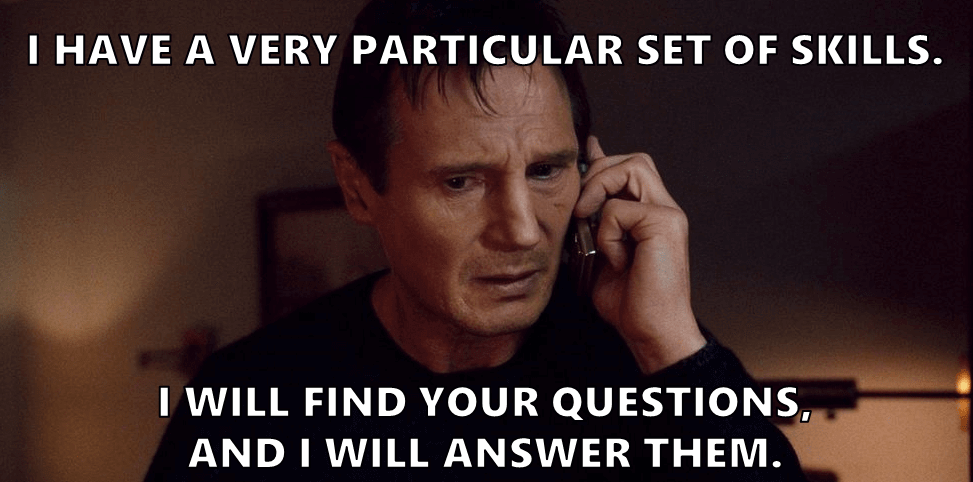 I HAVE A VERY PARTICULAR SET OF SKILLS.
I WILL FIND YOUR QUESTIONS,
AND I WILL ANSWER THEM.